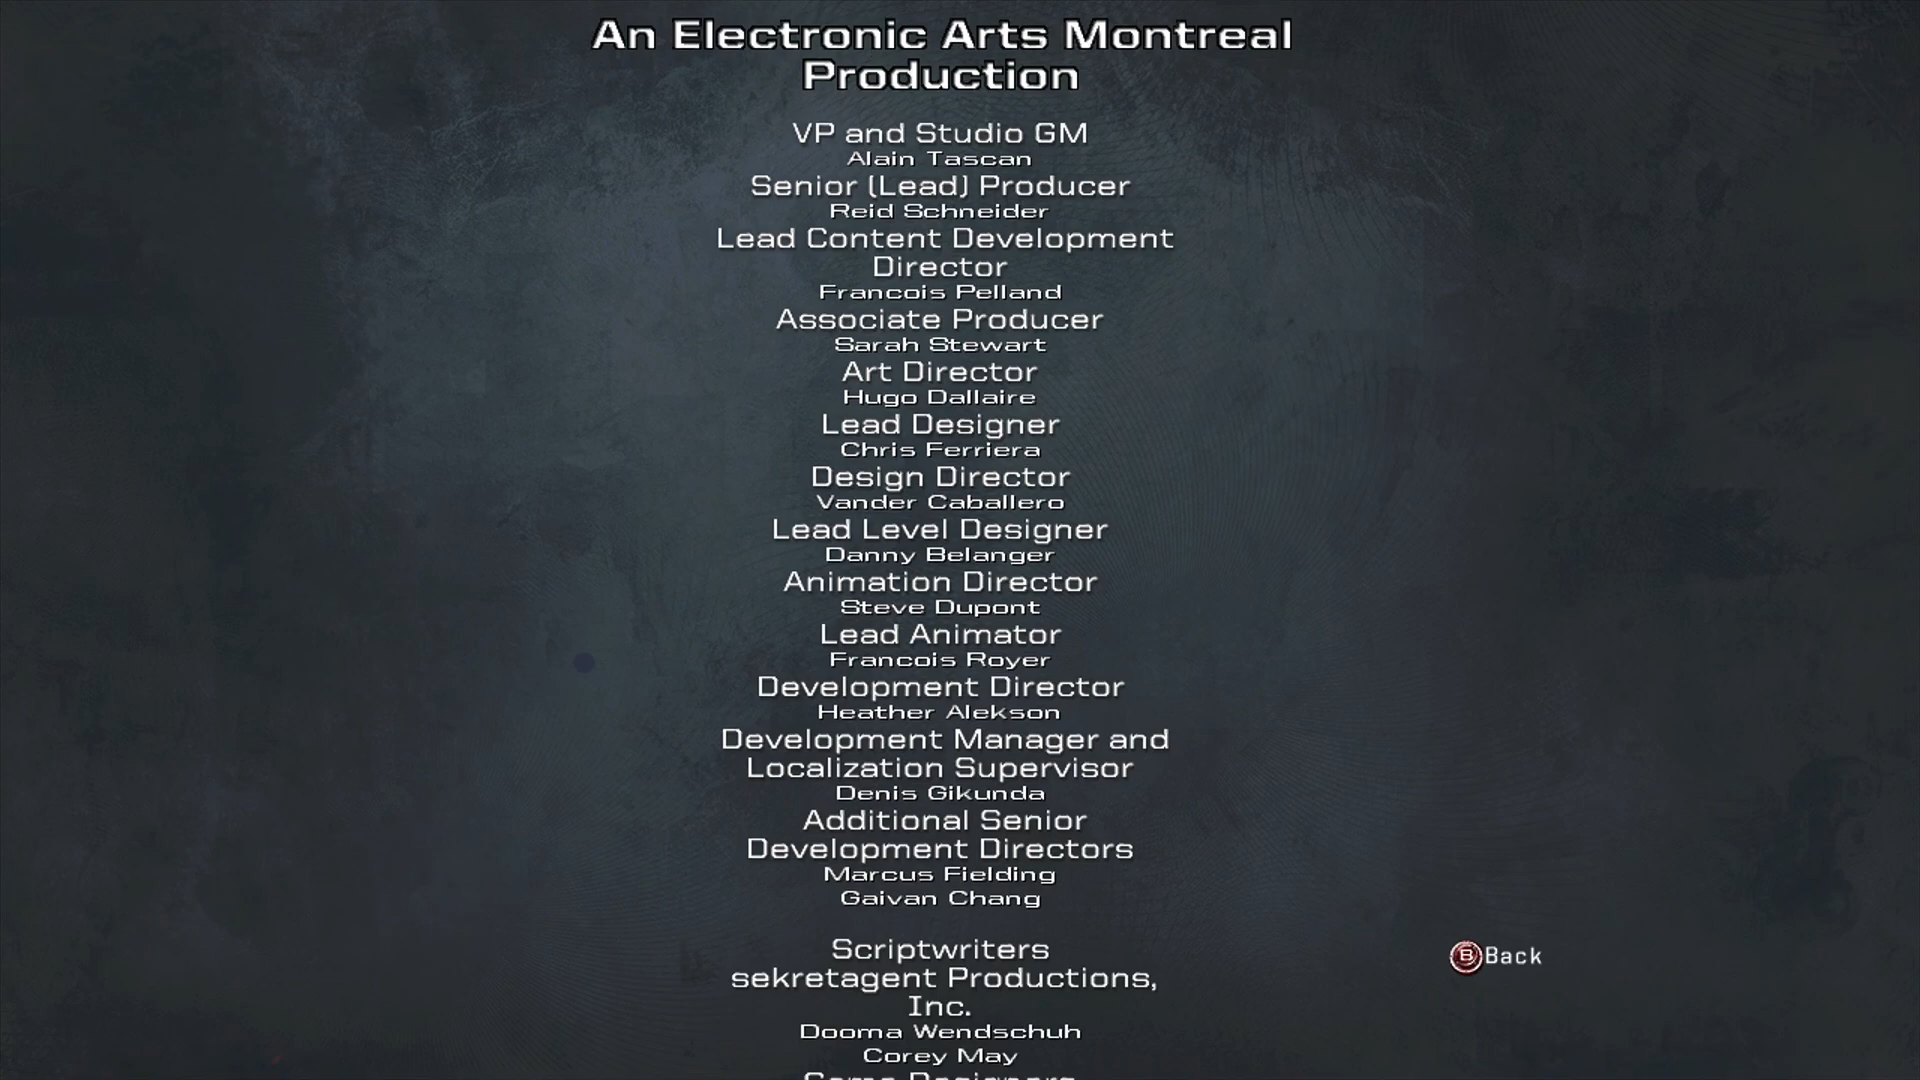 An Electronic Arts Montreal
Production
VP and Studio GM
Alain Tascan
Senior (Lead) Producer
Reid Schneider
Lead Content Development
Director
Francois Pelland
Associate Producer
Sarah Stewart
Art Director
Hugo Dallaire
Lead Designer
Chris Ferriera
Design Director
Vander Caballero
Lead Level Designer
Danny Belanger
Animation Director
Steve Dupont
Lead Animator
Francois Royer
Development Director
Heather Alekson
Development Manager and
Localization Supervisor
Denis Gikunda
Additional Senior
Development Directors
Marcus Fielding
Gaivan Chang
Scriptwriters
sekretagent Productions,
Inc.
B Back
Dooma Wendschuh
Corey May
Game Designers